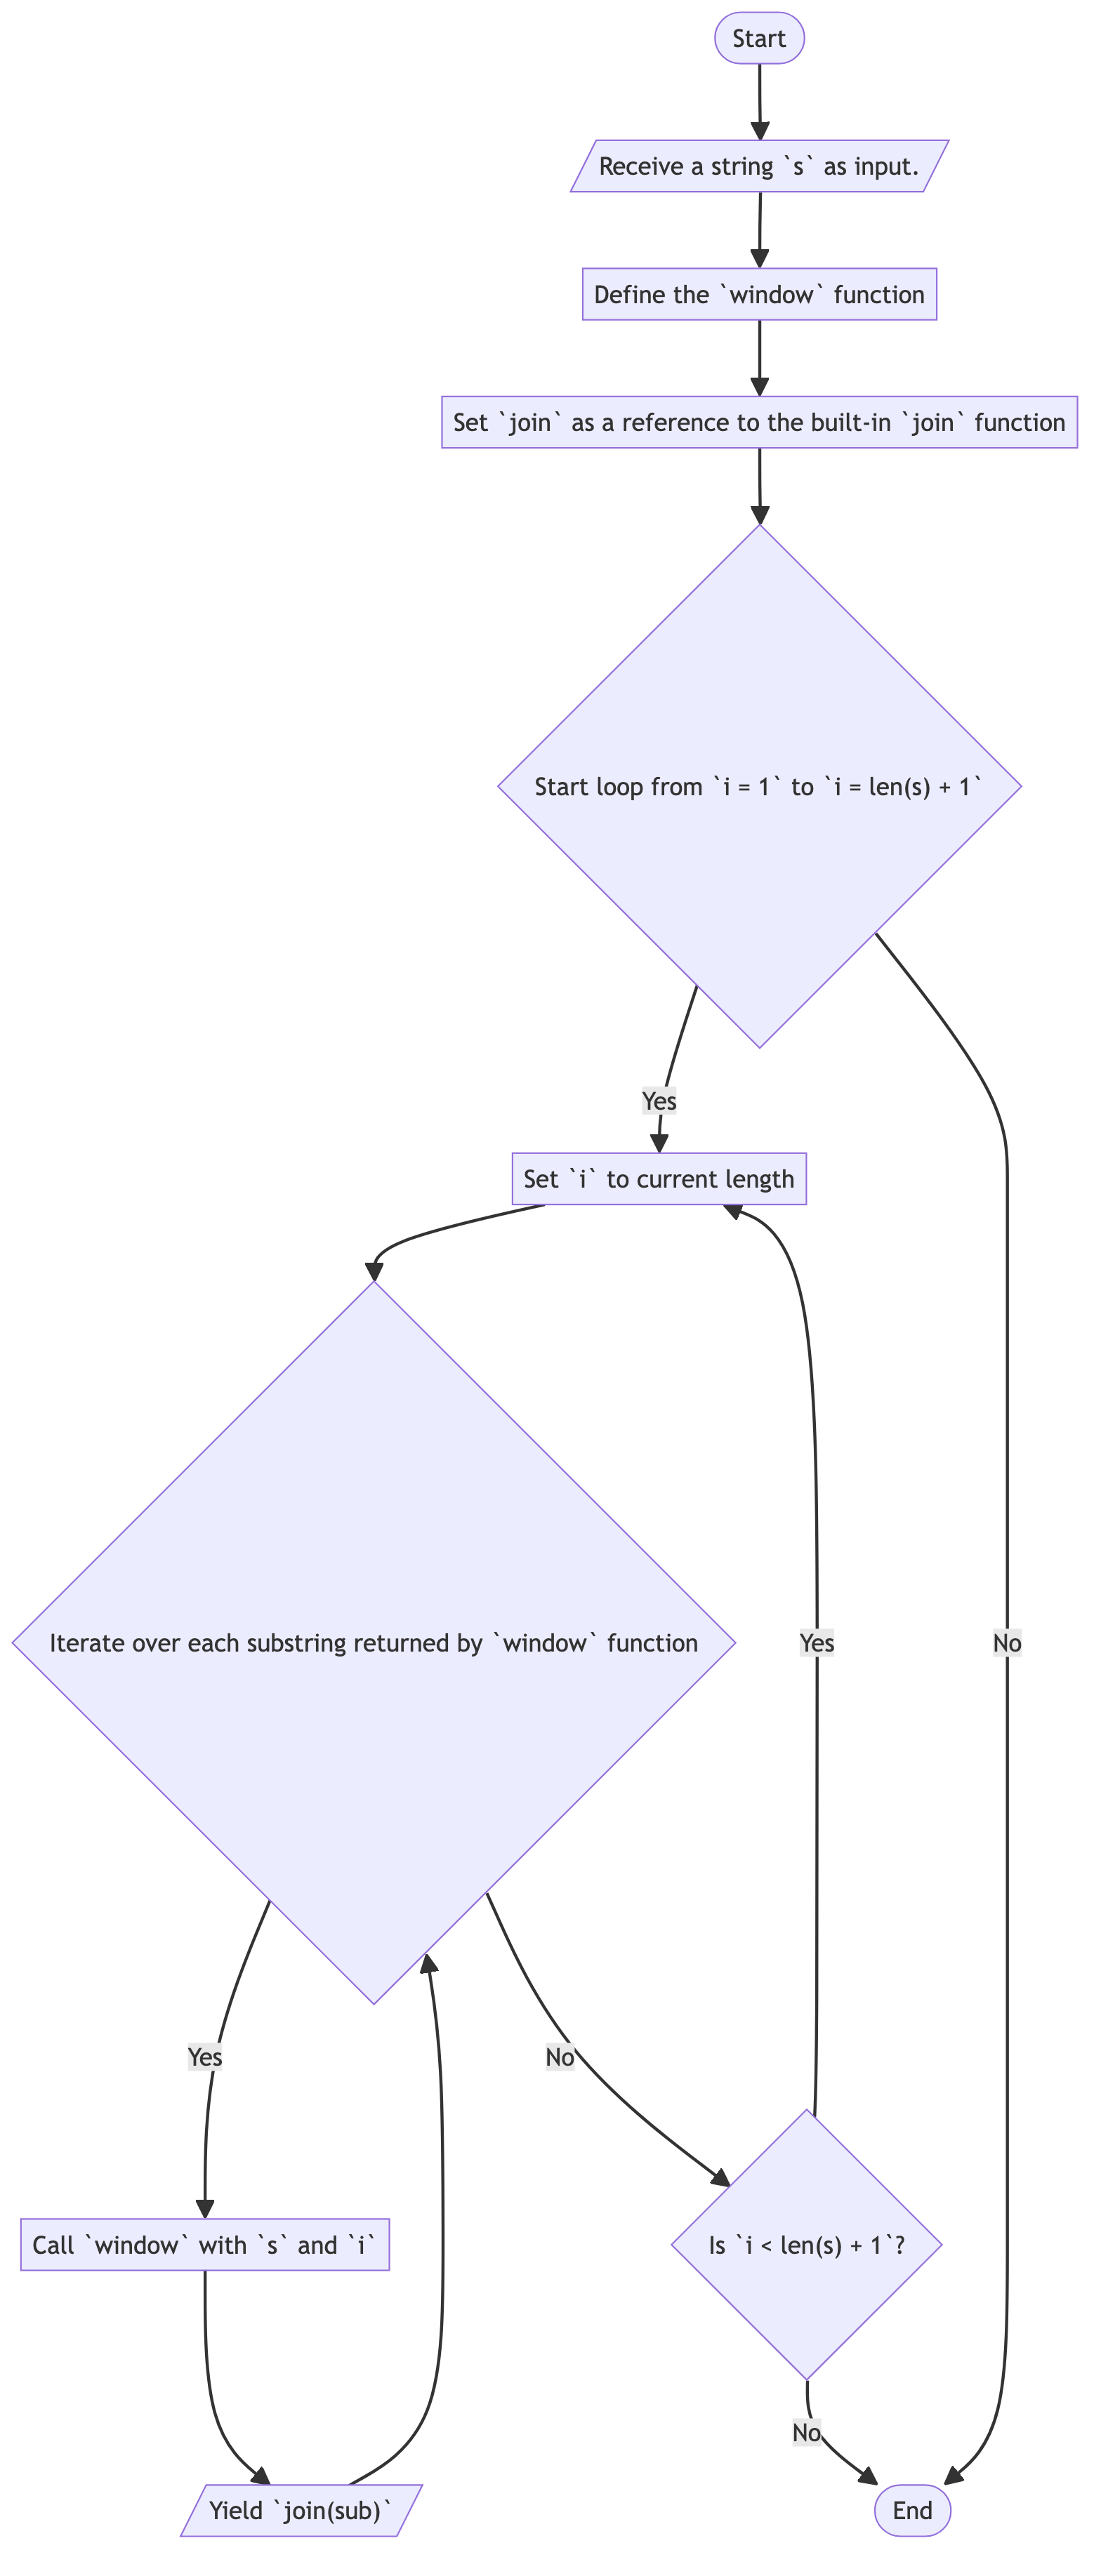 Start
Receive a string `s` as input.
Define the `window` function
Set `join` as a reference to the built-in `join` function
Start loop from `i = 1` to `i = len(s) + 1`
Yes
Set `i` to current length
Iterate over each substring returned by `window` function
Yes
No
Yes
No
Call `window` with `s` and `i`
Is `i < len(s) + 1`?
No
Yield `join(sub)`
End